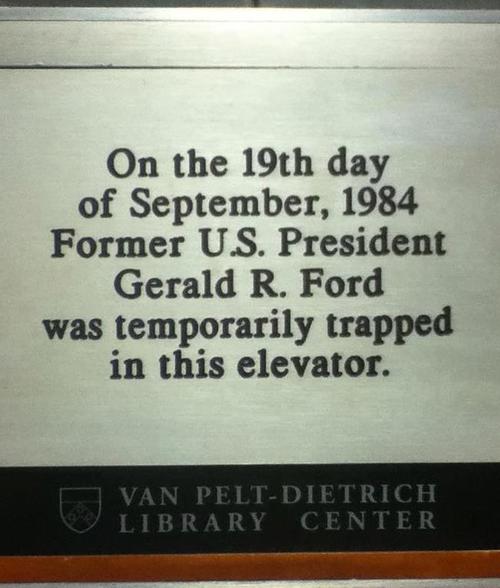 On the 19th day
of September, 1984
Former U.S. President
Gerald R. Ford
was temporarily trapped
in this elevator.
VAN PELT-DIETRICH
LIBRARY CENTER